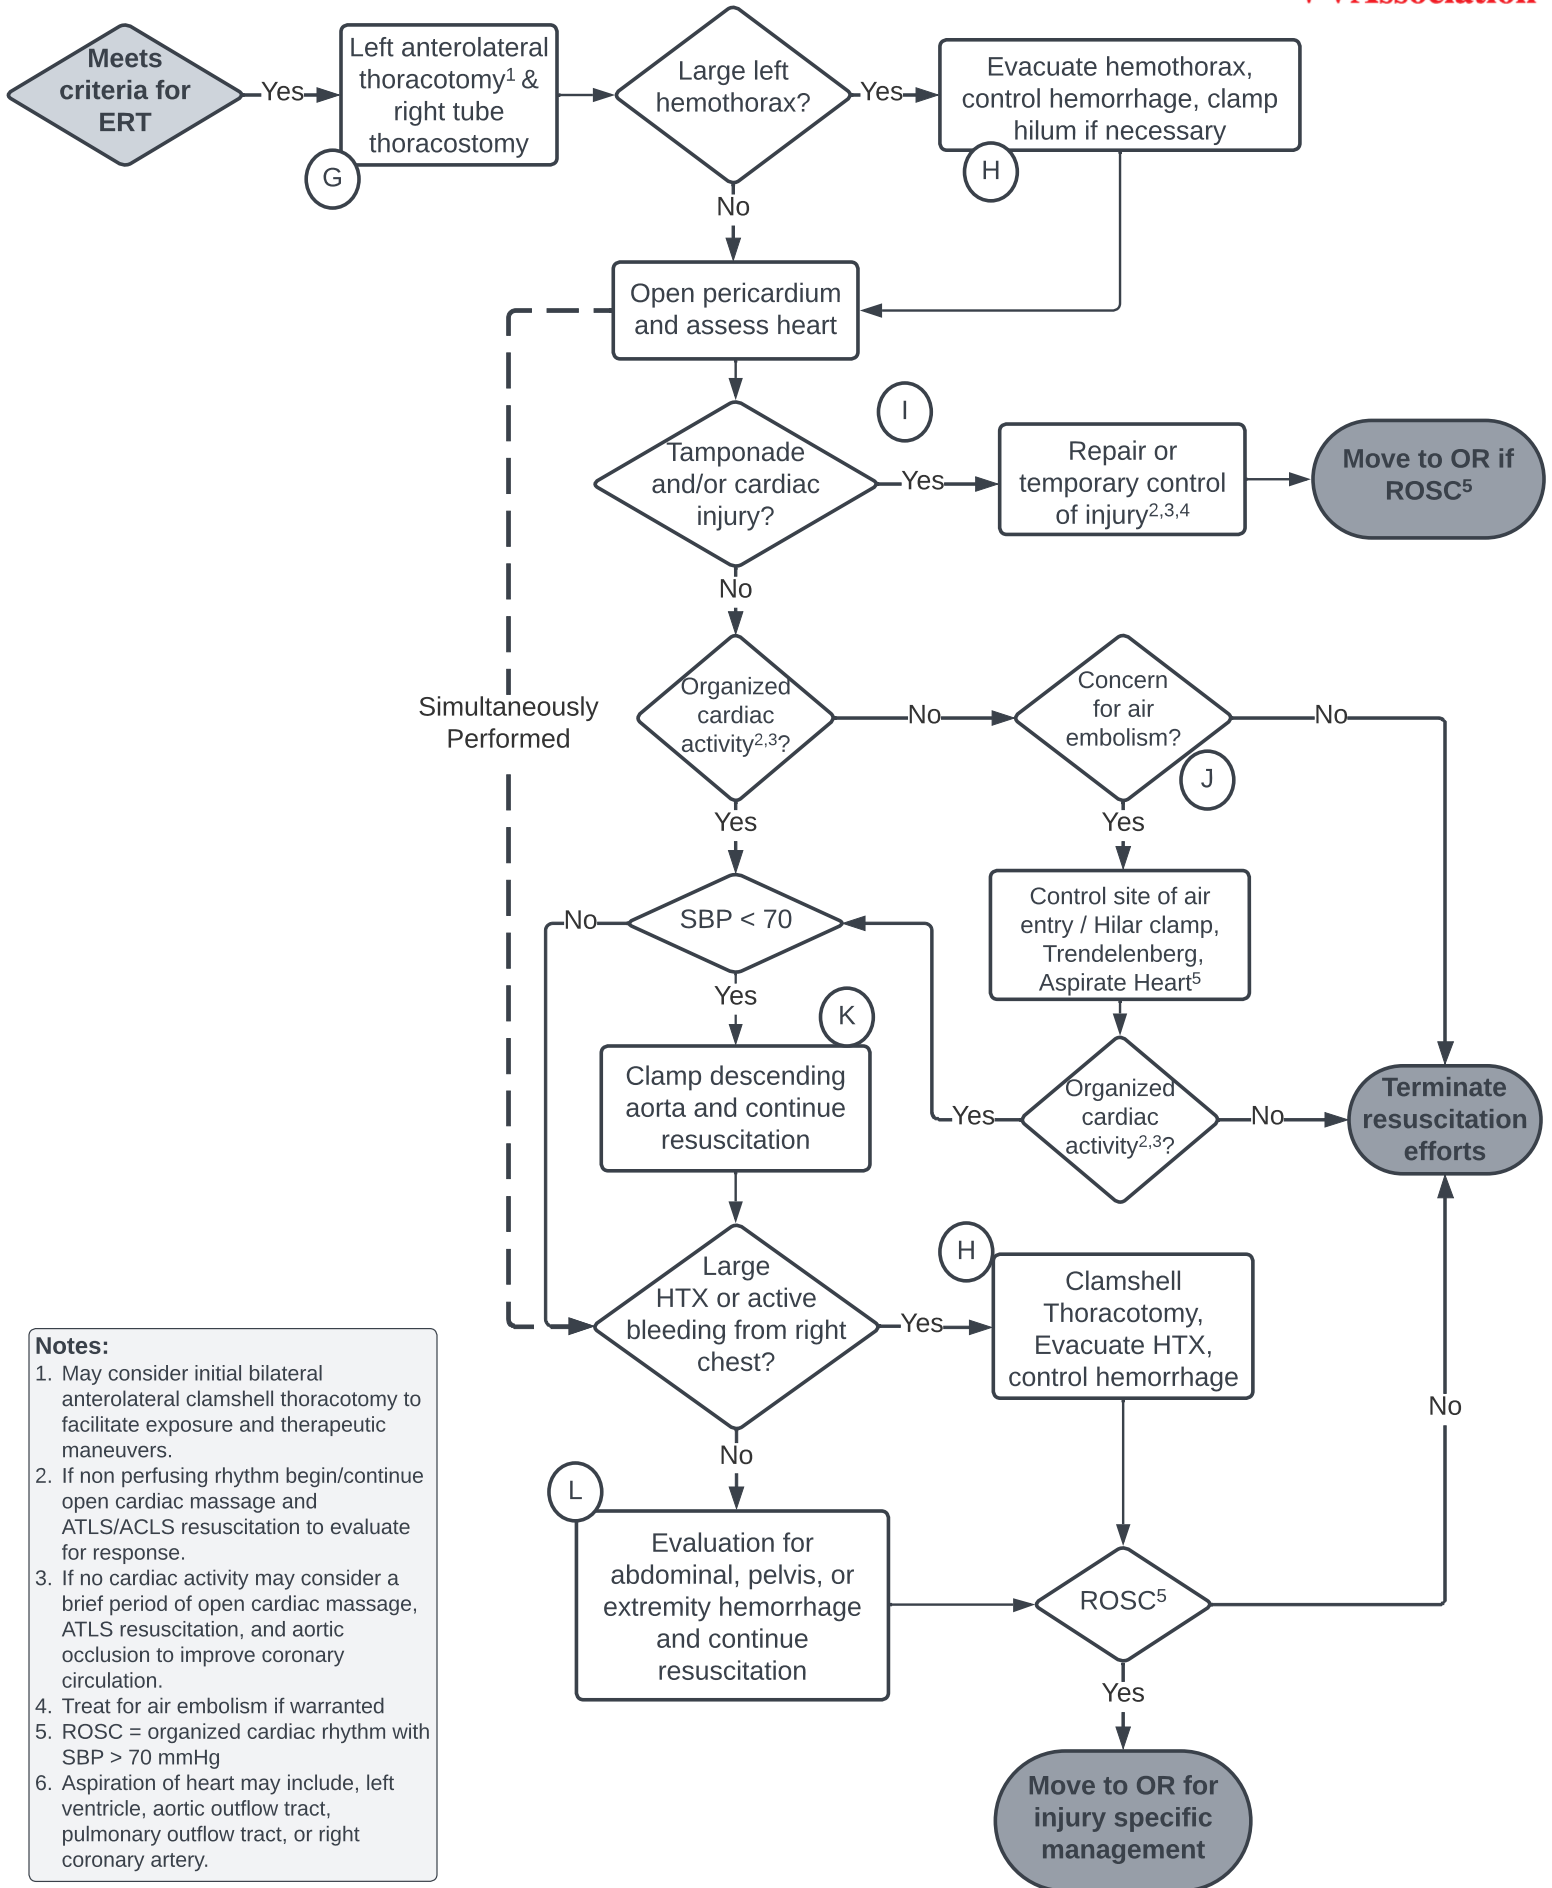 Association
Meets
criteria for
ERT
Yes
Left anterolateral
thoracotomy¹ &
right tube
thoracostomy
G
Large left
hemothorax?
Yes
Evacuate hemothorax,
control hemorrhage, clamp
hilum if necessary
H
No
Open pericardium
and assess heart
Tamponade
and/or cardiac
injury?
I
Yes
Repair or
temporary control
of injury²,³,⁴
Move to OR if
ROSC⁵
No
Simultaneously
Performed
Organized
cardiac
activity²,³?
No
Concern
for air
embolism?
J
No
Yes
Yes
SBP < 70
No
Control site of air
entry / Hilar clamp,
Trendelenberg,
Aspirate Heart⁵
Yes
K
Clamp descending
aorta and continue
resuscitation
Organized
cardiac
activity²,³?
Yes
No
Terminate
resuscitation
efforts
Large
HTX or active
bleeding from right
chest?
Yes
H
Clamshell
Thoracotomy,
Evacuate HTX,
control hemorrhage
No
No
L
Evaluation for
abdominal, pelvis, or
extremity hemorrhage
and continue
resuscitation
ROSC⁵
Yes
Move to OR for
injury specific
management
Notes:
1. May consider initial bilateral
anterolateral clamshell thoracotomy to
facilitate exposure and therapeutic
maneuvers.
2. If non perfusing rhythm begin/continue
open cardiac massage and
ATLS/ACLS resuscitation to evaluate
for response.
3. If no cardiac activity may consider a
brief period of open cardiac massage,
ATLS resuscitation, and aortic
occlusion to improve coronary
circulation.
4. Treat for air embolism if warranted
5. ROSC = organized cardiac rhythm with
SBP > 70 mmHg
6. Aspiration of heart may include, left
ventricle, aortic outflow tract,
pulmonary outflow tract, or right
coronary artery.